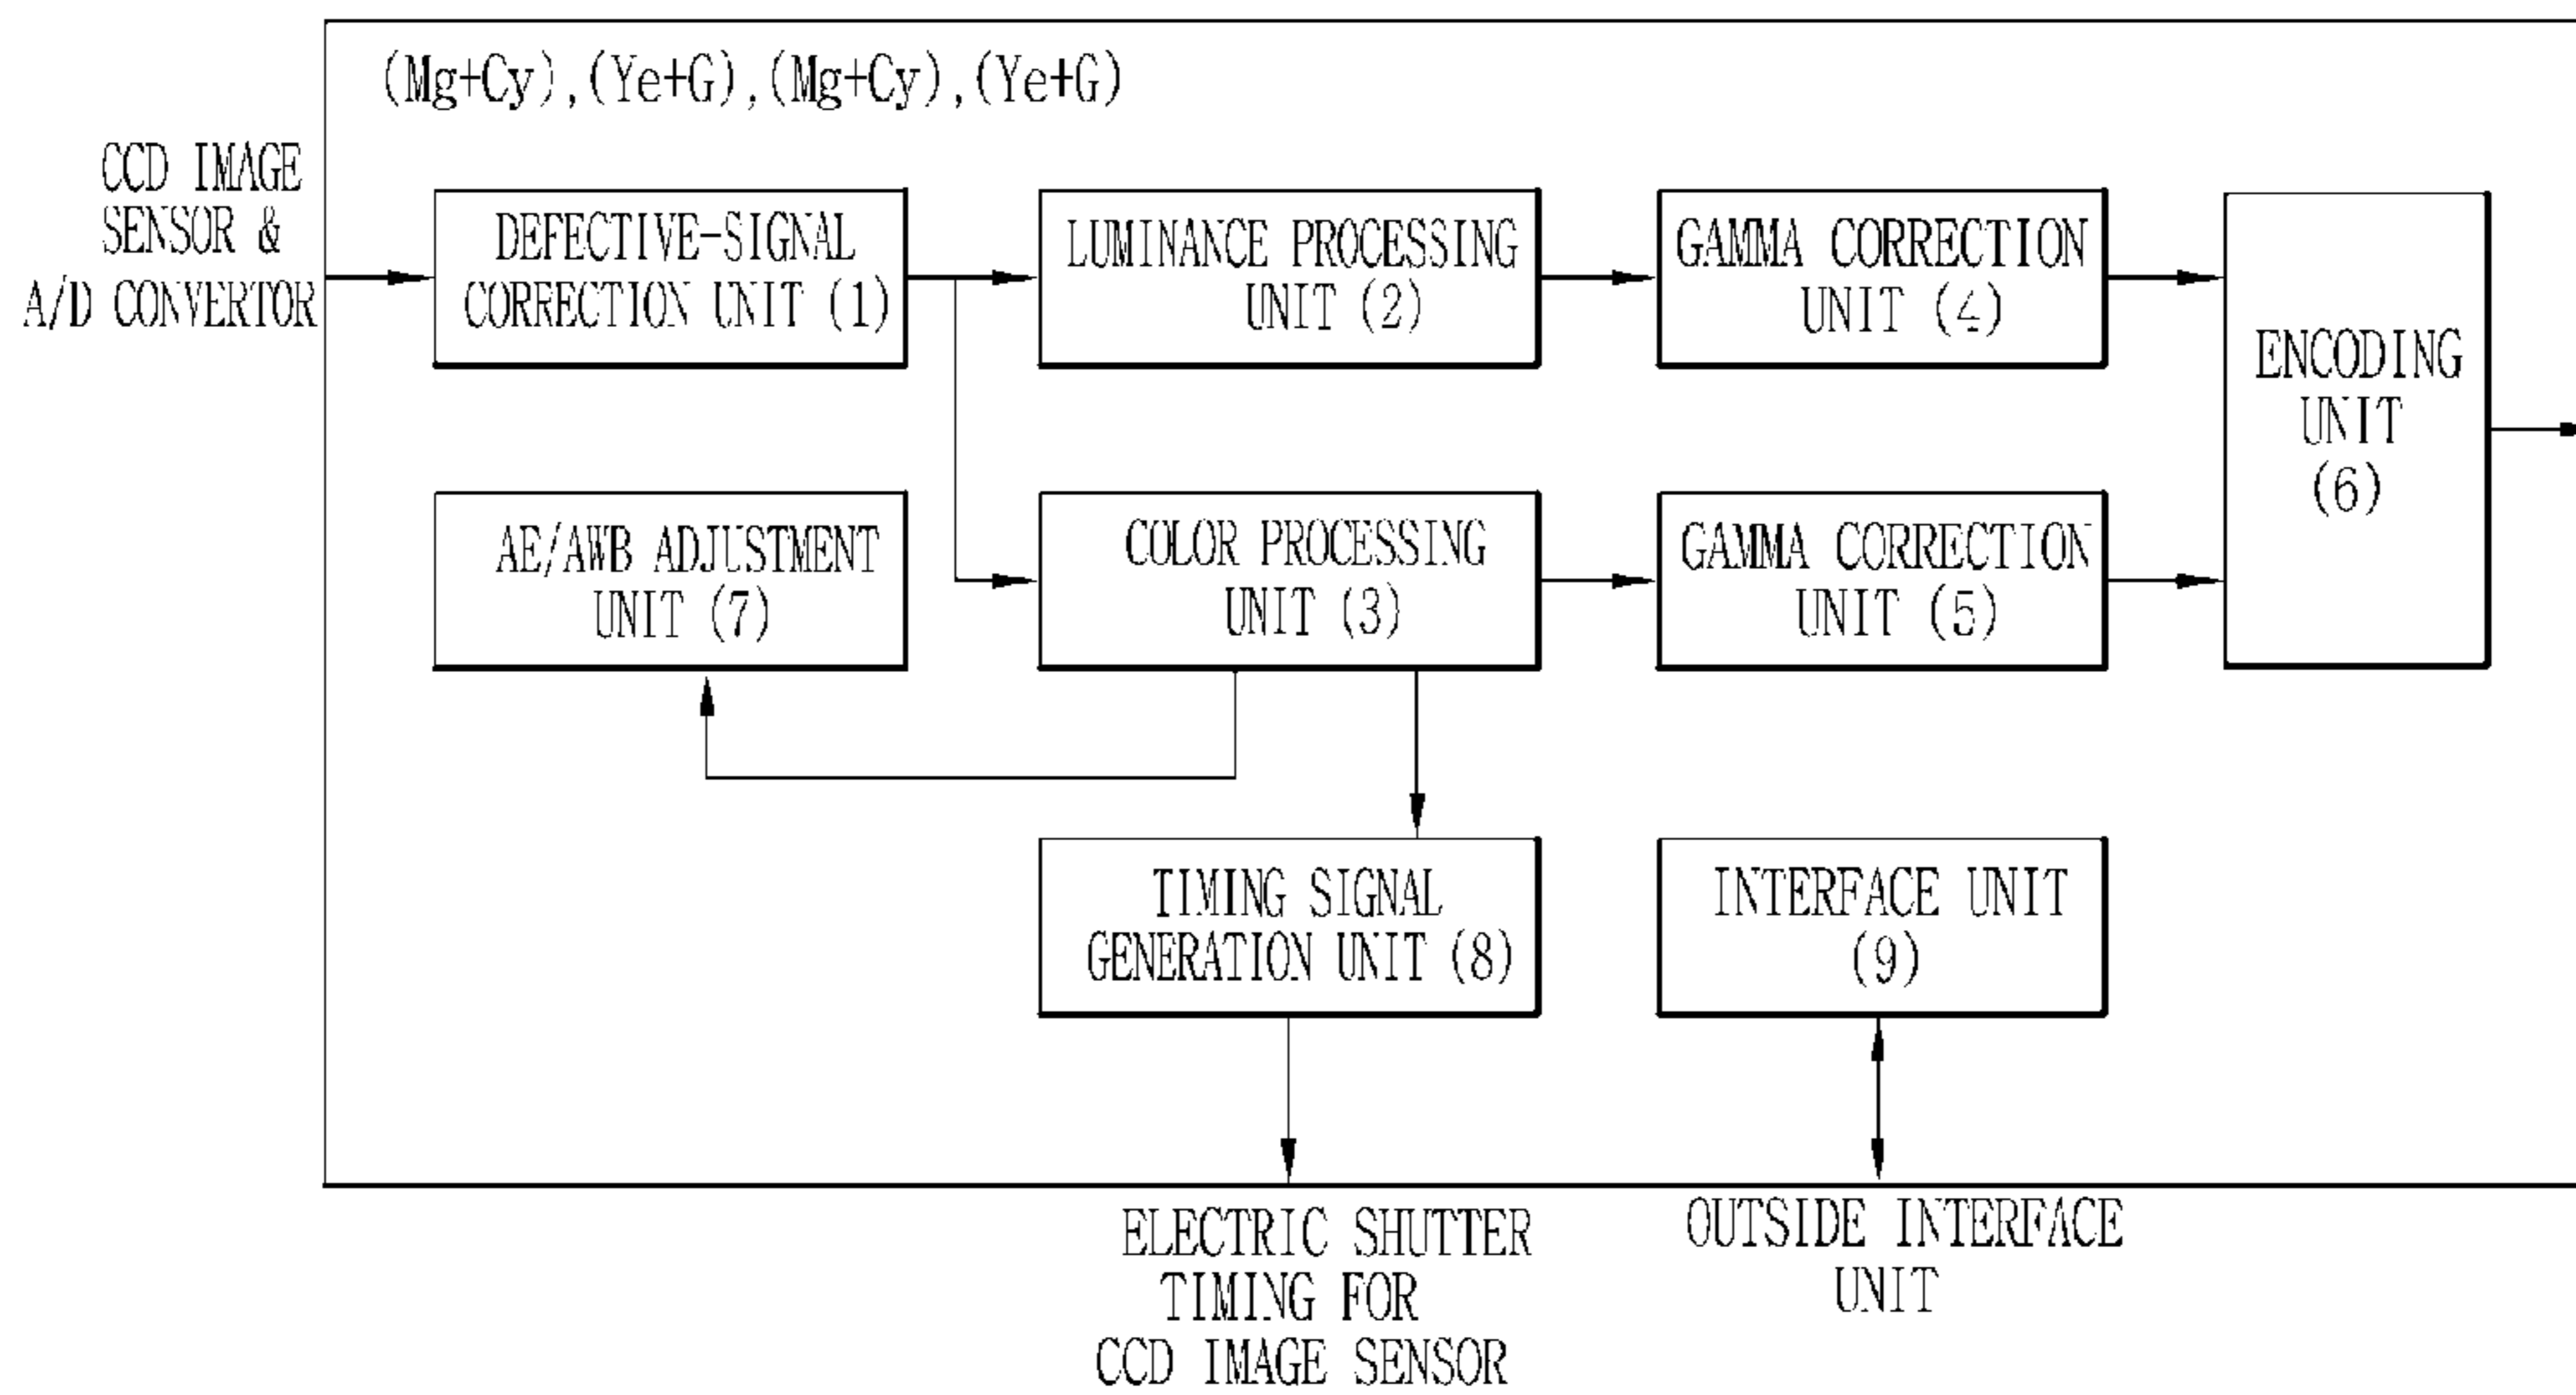 (Mg+Cy),(Ye+G),(Mg+Cy),(Ye+G)
CCD IMAGE
SENSOR &
A/D CONVERTOR
DEFECTIVE-SIGNAL
CORRECTION UNIT (1)
LUMINANCE PROCESSING
UNIT (2)
GAMMA CORRECTION
UNIT (4)
ENCODING
UNIT
(6)
AE/AWB ADJUSTMENT
UNIT (7)
COLOR PROCESSING
UNIT (3)
GAMMA CORRECTION
UNIT (5)
TIMING SIGNAL
GENERATION UNIT (8)
INTERFACE UNIT
(9)
ELECTRIC SHUTTER
TIMING FOR
CCD IMAGE SENSOR
OUTSIDE INTERFACE
UNIT